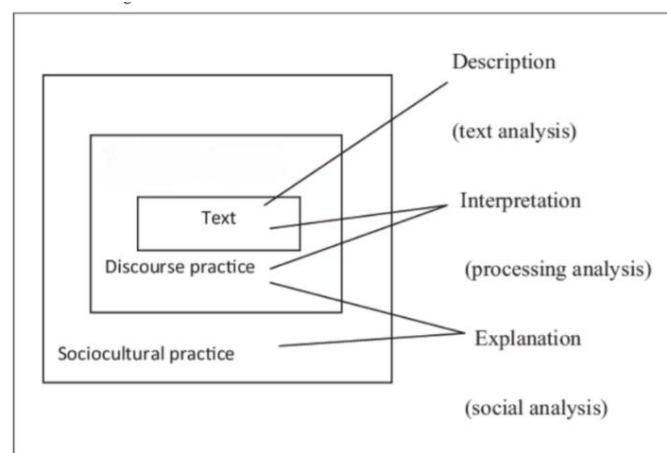 Description
(text analysis)
Text
Interpretation
Discourse practice
(processing analysis)
Explanation
Sociocultural practice
(social analysis)